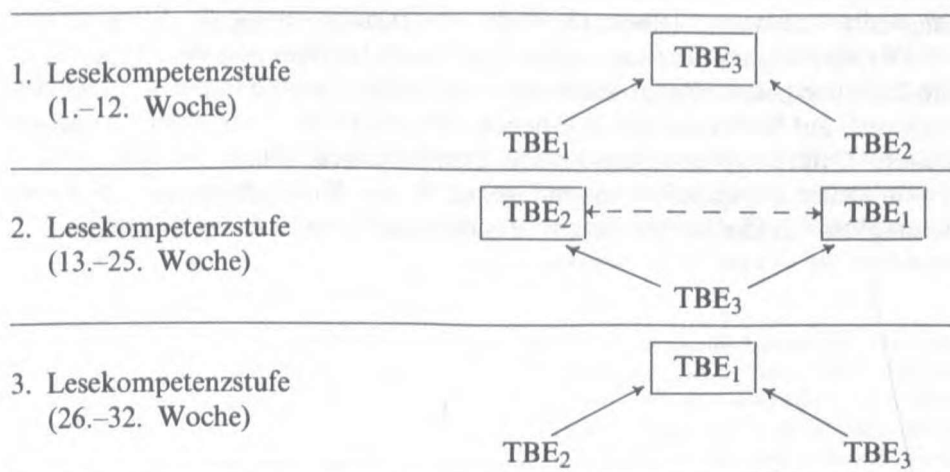 TBE3
1. Lesekompetenzstufe
(1.–12. Woche)
TBE1 TBE2
TBE2 TBE1
2. Lesekompetenzstufe
(13.–25. Woche)
TBE3
TBE1
3. Lesekompetenzstufe
(26.–32. Woche)
TBE2 TBE3